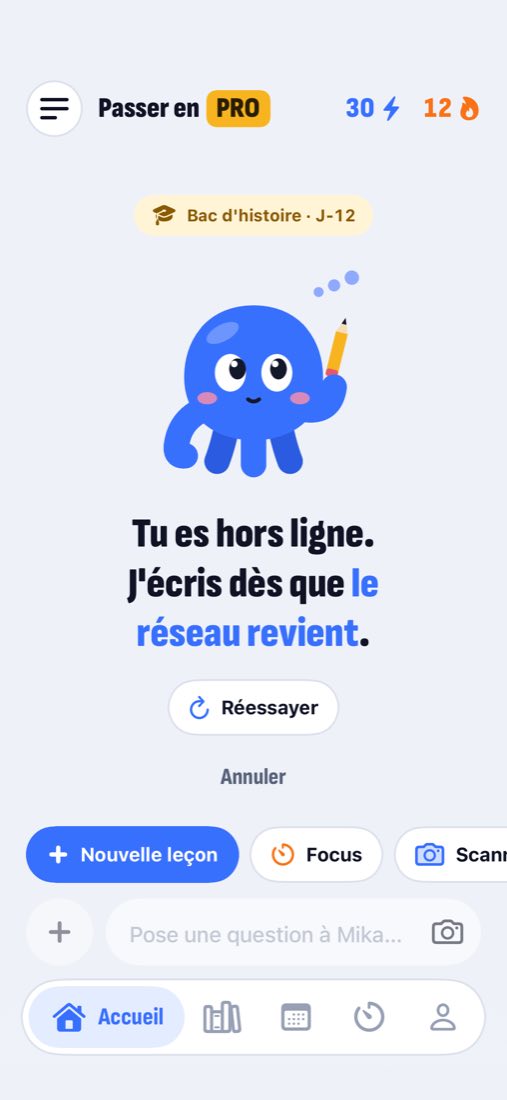 Passer en PRO
30
12
Bac d'histoire · J-12
Tu es hors ligne.
J'écris dès que le
réseau revient.
Réessayer
Annuler
Nouvelle leçon
Focus
Scann
Pose une question à Mika...
Accueil